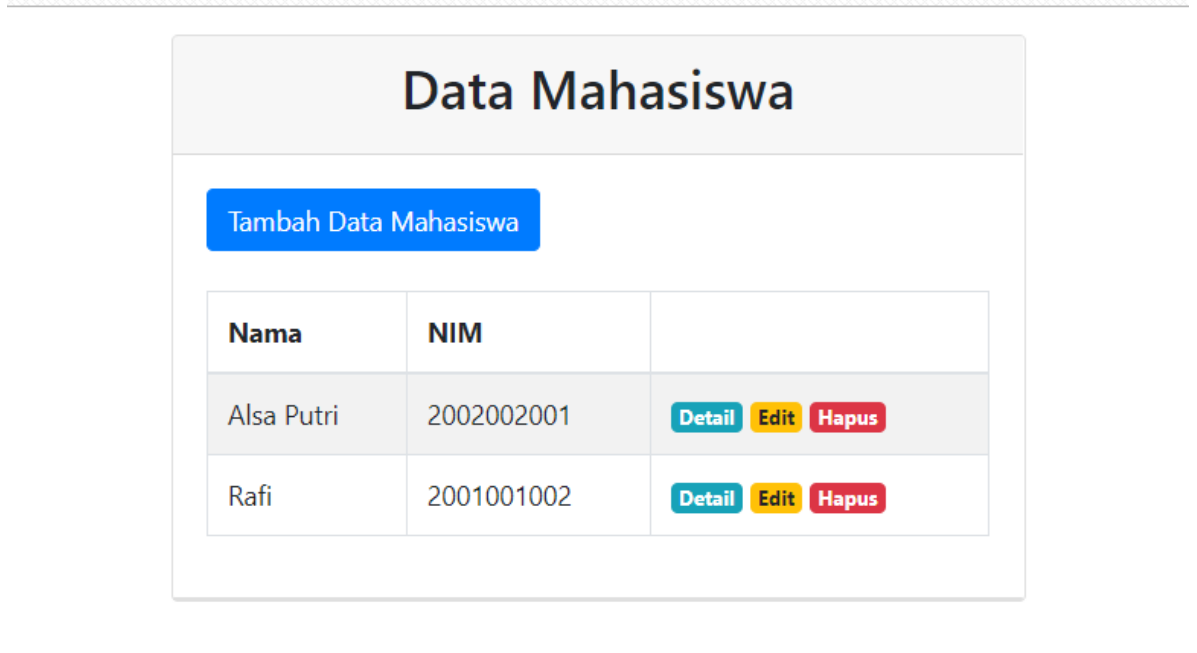 Data Mahasiswa
Tambah Data Mahasiswa
Nama NIM
Alsa Putri 2002002001 Detail Edit Hapus
Rafi 2001001002 Detail Edit Hapus